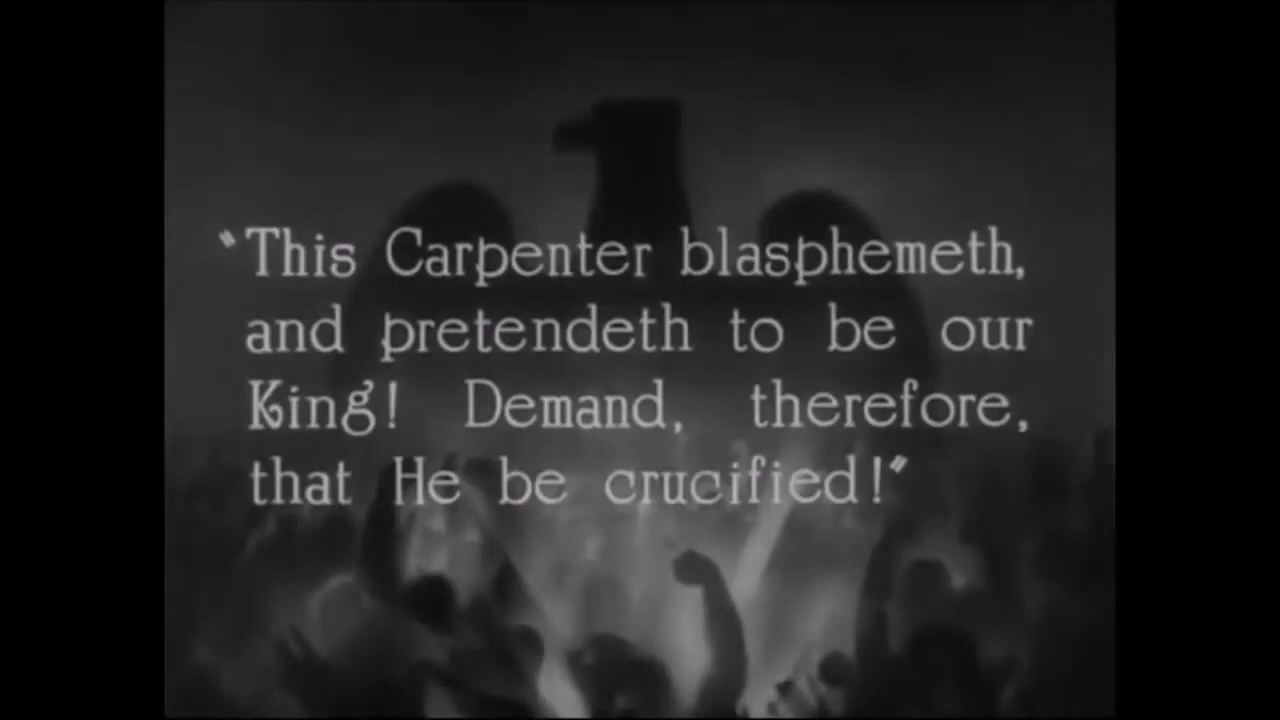 "This Carpenter blasphemeth,
and pretendeth to be our
King! Demand, therefore,
that He be crucified!"